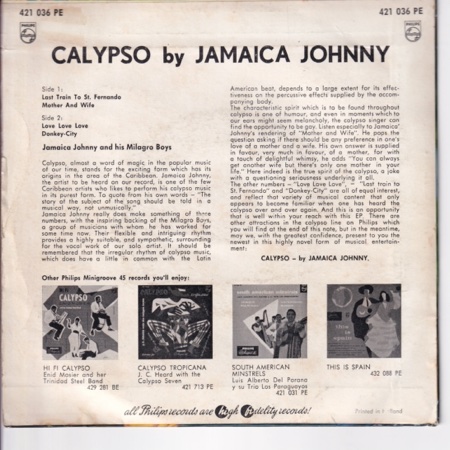 421 036 PE
421 036 PE
PHILIPS
PHILIPS
CALYPSO by JAMAICA JOHNNY
Side 1:
Last Train To St. Fernando
Mother And Wife
Side 2:
Love Love Love
Donkey-City
Jamaica Johnny and his Milagro Boys
Calypso, almost a word of magic in the popular music
of our time, stands for the exciting form which has its
origins in the area of the Caribbean. Jamaica Johnny,
the artist to be heard on our record, is one of the few
Caribbean artists who likes to perform his calypso music
in its purest form. To quote from his own words – "The
story of the subject of the song should be told in a
musical way, not unmusically."
Jamaica Johnny really does make something of these
numbers, with the inspiring backing of the Milagro Boys,
a group of musicians with whom he has worked for
some time now. Their flexible and intriguing rhythm
provides a highly suitable, and sympathetic, surrounding
for the vocal work of our solo artist. It should be
remembered that the irregular rhythm of calypso music,
which does have a little in common with the Latin
American beat, depends to a large extent for its effec-
tiveness on the percussive effects supplied by the accom-
panying body.
The characteristic spirit which is to be found throughout
calypso is one of humour, and even in moments which to
our ears might seem melancholy, the calypso singer can
find the opportunity to be gay. Listen especially to Jamaica
Johnny's rendering of "Mother and Wife". He pops the
question asking if there should be any preference in one's
love of a mother and a wife. His own answer is supplied
in favour, very much in favour, of a mother, for with
a touch of delightful whimsy, he adds "You can always
get another wife but there's only one mother in your
life." Here indeed is the true spirit of the calypso, a joke
with a questioning seriousness underlying it all.
The other numbers – "Love Love Love", – "Last train to
St. Fernando" and "Donkey-City" are all of equal interest,
and reflect that variety of musical content that only
appears to become familiar when one has heard the
calypso over and over again. And this is an opportunity
that is well within your reach with this EP. There are
other attractions in the calypso line on Philips which
you will find at the end of this note, but in the meantime,
may we, with the greatest confidence, present to you the
newest in this highly novel form of musical, entertain-
ment:
CALYPSO – by JAMAICA JOHNNY.
Other Philips Minigroove 45 records you'll enjoy:
CALYPSO
this is
spain
HI FI CALYPSO
Enid Mosier and her
Trinidad Steel Band
429 281 BE
CALYPSO TROPICANA
J. C. Heard with the
Calypso Seven
421 713 PE
SOUTH AMERICAN
MINSTRELS
Luis Alberto Del Parana
y su Trio Los Paraguayos
421 031 PE
THIS IS SPAIN
432 088 PE
all Philips records are high fidelity records!
Printed in